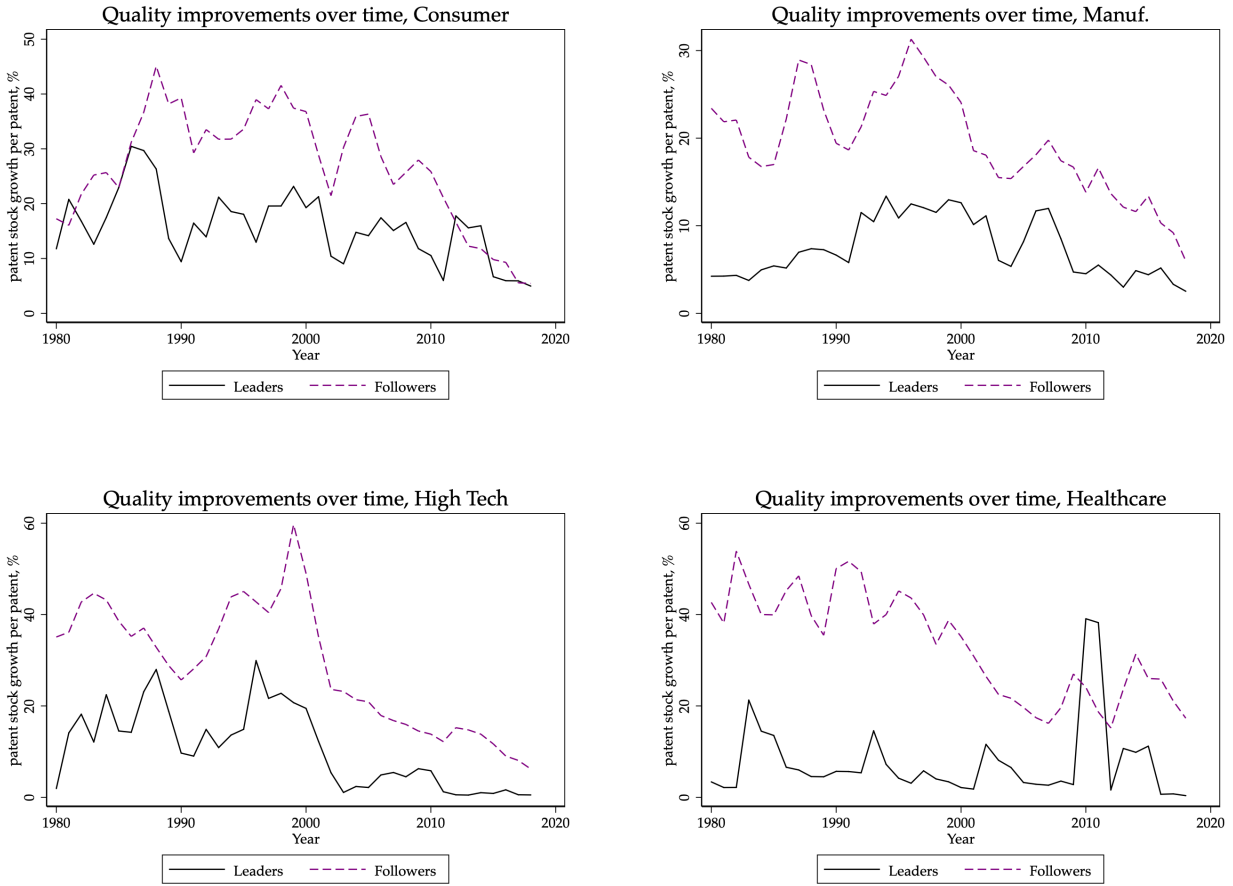 Quality improvements over time, Consumer
patent stock growth per patent, %
50
40
30
20
10
0
1980 1990 2000 2010 2020
Year
Leaders Followers
Quality improvements over time, Manuf.
patent stock growth per patent, %
30
20
10
0
1980 1990 2000 2010 2020
Year
Leaders Followers
Quality improvements over time, High Tech
patent stock growth per patent, %
60
40
20
0
1980 1990 2000 2010 2020
Year
Leaders Followers
Quality improvements over time, Healthcare
patent stock growth per patent, %
60
40
20
0
1980 1990 2000 2010 2020
Year
Leaders Followers